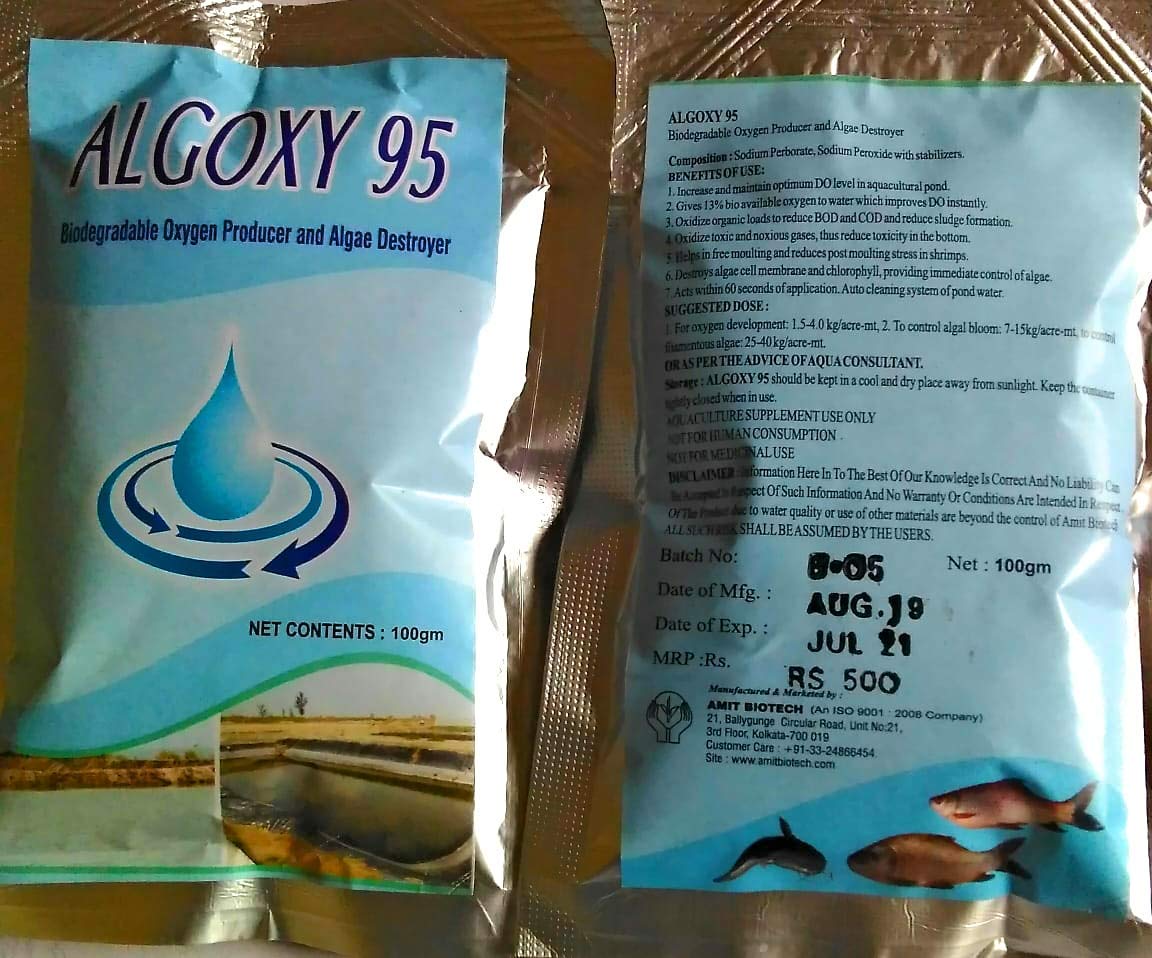 ALGOXY 95
Biodegradable Oxygen Producer and Algae Destroyer
NET CONTENTS : 100gm
ALGOXY 95
Biodegradable Oxygen Producer and Algae Destroyer
Composition : Sodium Perborate, Sodium Peroxide with stabilizers.
BENEFITS OF USE:
1. Increase and maintain optimum DO level in aquacultural pond.
2. Gives 13% bio available oxygen to water which improves DO instantly.
3. Oxidize organic loads to reduce BOD and COD and reduce sludge formation.
4. Oxidize toxic and noxious gases, thus reduce toxicity in the bottom.
5. Helps in free moulting and reduces post moulting stress in shrimps.
6. Destroys algae cell membrane and chlorophyll, providing immediate control of algae.
7. Acts within 60 seconds of application. Auto cleaning system of pond water.
SUGGESTED DOSE :
1. For oxygen development: 1.5-4.0 kg/acre-mt, 2. To control algal bloom: 7-15kg/acre-mt, to control
filamentous algae: 25-40 kg/acre-mt.
OR AS PER THE ADVICE OF AQUA CONSULTANT.
Storage : ALGOXY 95 should be kept in a cool and dry place away from sunlight. Keep the container
tightly closed when in use.
AQUACULTURE SUPPLEMENT USE ONLY
NOT FOR HUMAN CONSUMPTION .
NOT FOR MEDICINAL USE
DISCLAIMER : Information Here In To The Best Of Our Knowledge Is Correct And No Liability Can
Be Accepted In Respect Of Such Information And No Warranty Or Conditions Are Intended In Respect
Of The Product due to water quality or use of other materials are beyond the control of Amit Biotech
ALL SUCH RISK SHALL BE ASSUMED BY THE USERS.
Batch No: 05 Net : 100gm
Date of Mfg. : AUG.19
Date of Exp. : JUL 21
MRP :Rs. RS 500
Manufactured & Marketed by :
AMIT BIOTECH (An ISO 9001 : 2008 Company)
21, Ballygunge Circular Road, Unit No:21,
3rd Floor, Kolkata-700 019
Customer Care : +91-33-24866454
Site : www.amitbiotech.com